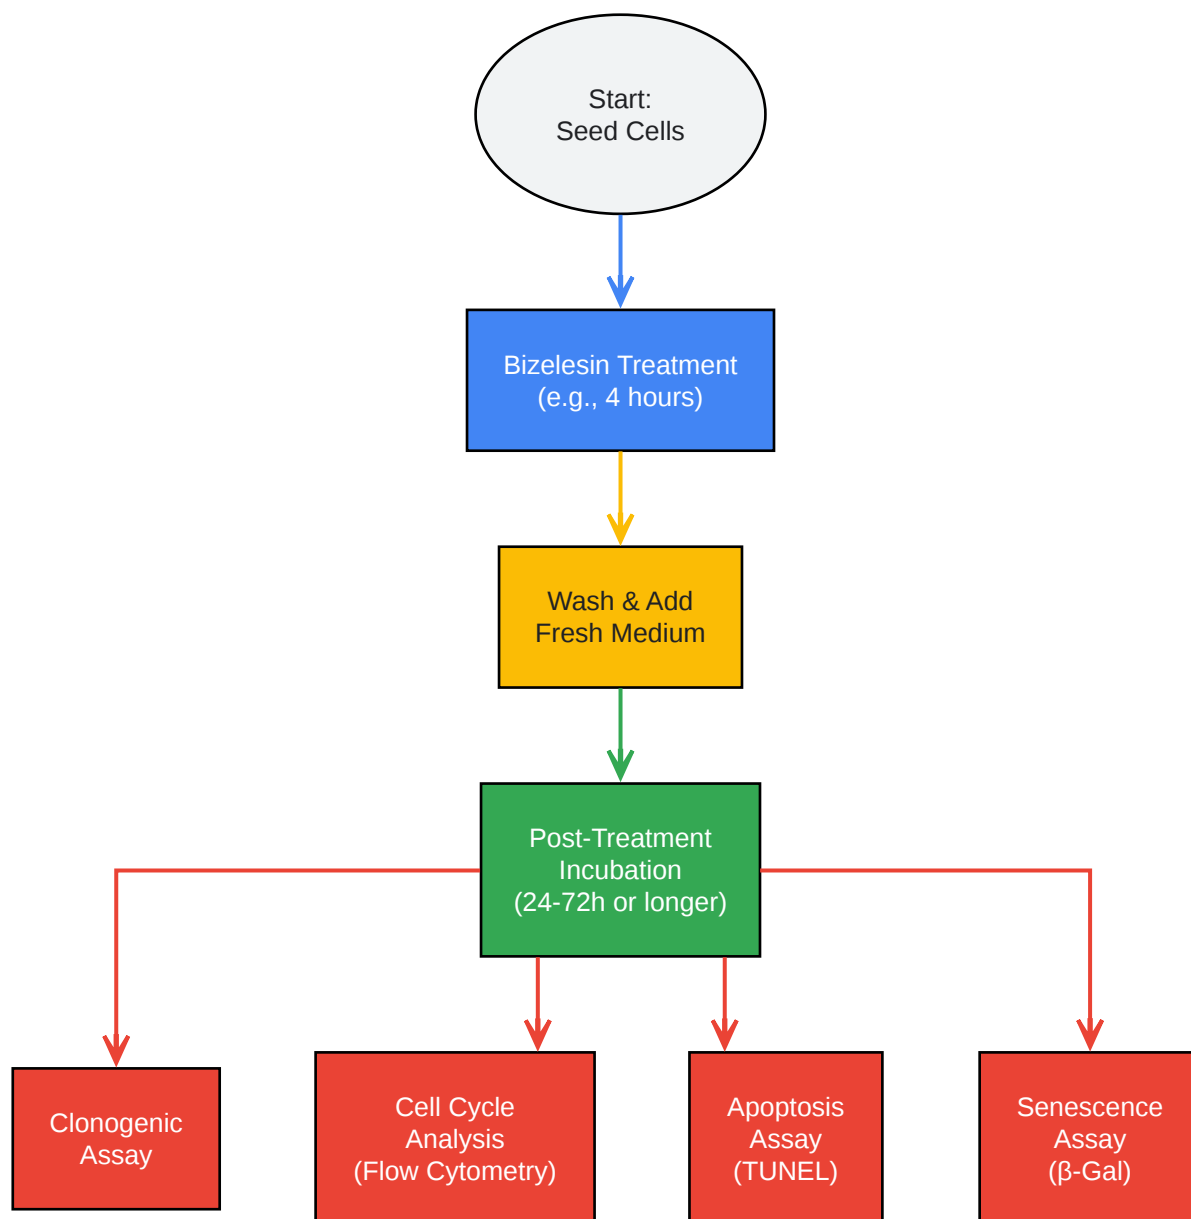 Start:
Seed Cells
Bizelesin Treatment
(e.g., 4 hours)
Wash & Add
Fresh Medium
Post-Treatment
Incubation
(24-72h or longer)
Clonogenic
Assay
Cell Cycle
Analysis
(Flow Cytometry)
Apoptosis
Assay
(TUNEL)
Senescence
Assay
(β-Gal)